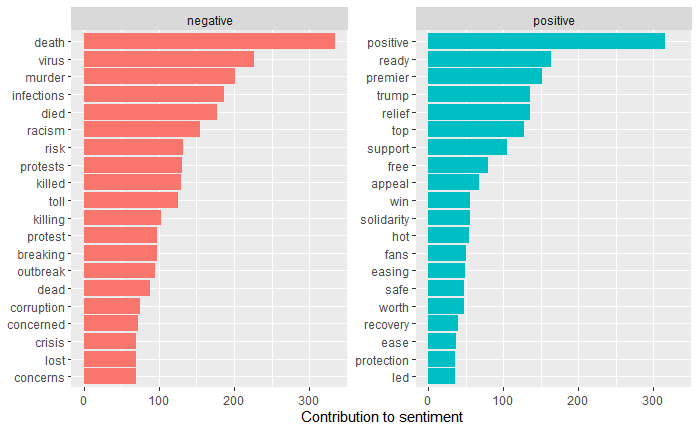 negative
death
virus
murder
infections
died
racism
risk
protests
killed
toll
killing
protest
breaking
outbreak
dead
corruption
concerned
crisis
lost
concerns
0 100 200 300
positive
positive
ready
premier
trump
relief
top
support
free
appeal
win
solidarity
hot
fans
easing
safe
worth
recovery
ease
protection
led
0 100 200 300
Contribution to sentiment